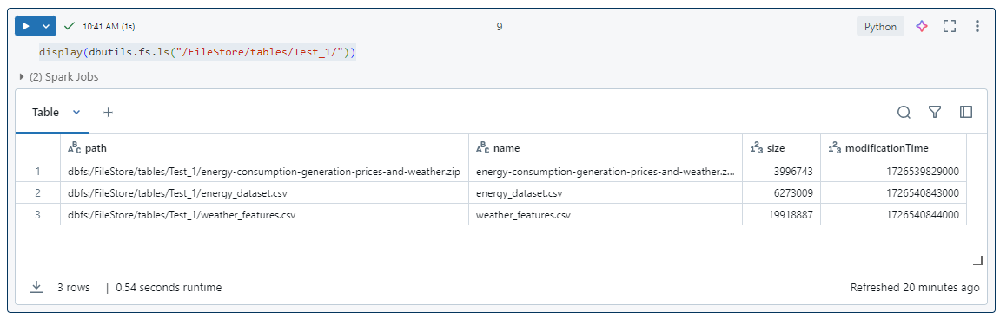 10:41 AM (1s)
9
Python
display(dbutils.fs.ls("/FileStore/tables/Test_1/"))
(2) Spark Jobs
Table
path name size modificationTime
1 dbfs:/FileStore/tables/Test_1/energy-consumption-generation-prices-and-weather.zip energy-consumption-generation-prices-and-weather.z... 3996743 1726539829000
2 dbfs:/FileStore/tables/Test_1/energy_dataset.csv energy_dataset.csv 6273009 1726540843000
3 dbfs:/FileStore/tables/Test_1/weather_features.csv weather_features.csv 19918887 1726540844000
3 rows | 0.54 seconds runtime
Refreshed 20 minutes ago